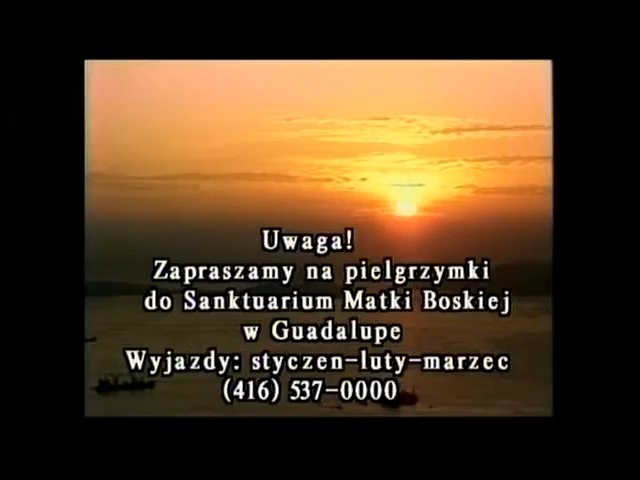 Uwaga!
Zapraszamy na pielgrzymki
do Sanktuarium Matki Boskiej
w Guadalupe
Wyjazdy: styczen-luty-marzec
(416) 537-0000